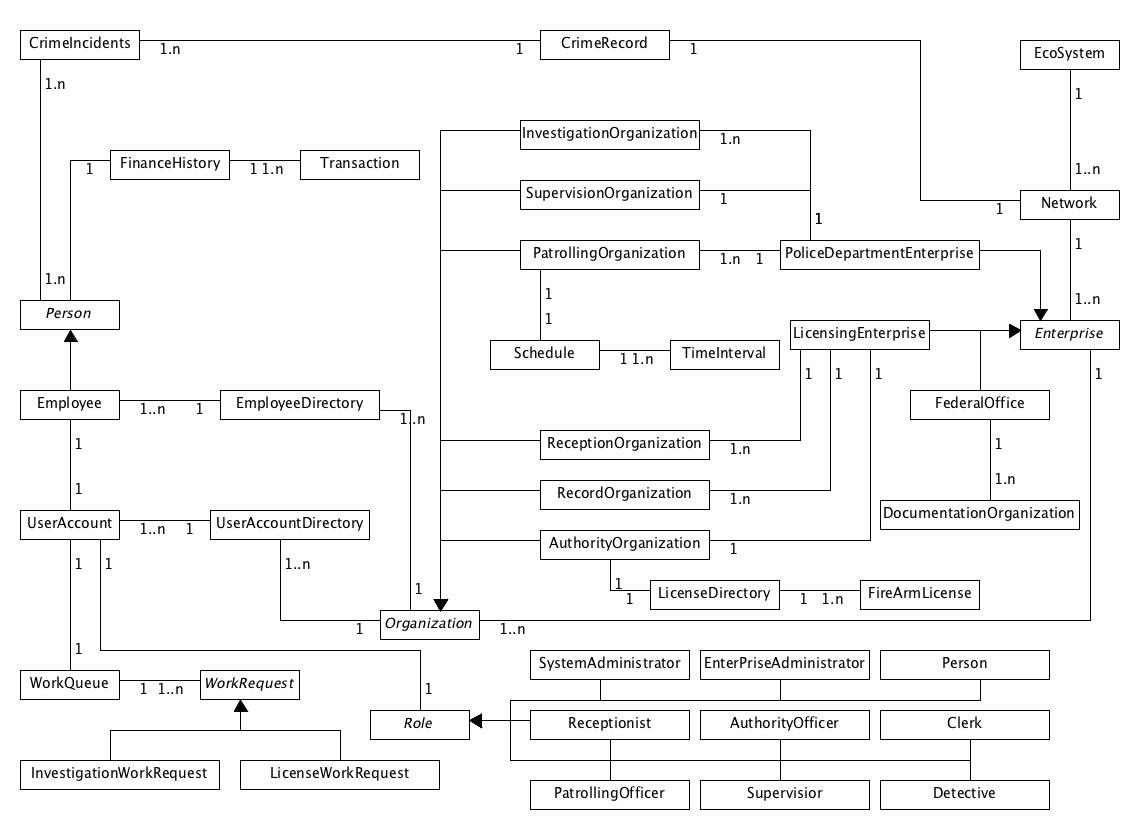 CrimeIncidents 1.n 1 CrimeRecord 1
EcoSystem
1.n 1
InvestigationOrganization 1.n
1 FinanceHistory 1 1.n Transaction 1..n
SupervisionOrganization 1 Network
1 1
PatrollingOrganization 1.n 1 PoliceDepartmentEnterprise 1
1.n 1 1..n
Person 1
LicensingEnterprise Enterprise
Schedule 1 1.n TimeInterval
1 1 1 1
Employee 1..n 1 EmployeeDirectory 1..n FederalOffice
1 ReceptionOrganization 1.n 1
1 RecordOrganization 1.n 1..n
UserAccount 1..n 1 UserAccountDirectory DocumentationOrganization
AuthorityOrganization 1
1 1 1..n
1 1 1 LicenseDirectory 1 1..n FireArmLicense
Organization 1 1..n
1
SystemAdministrator EnterPriseAdministrator Person
WorkQueue 1 1..n WorkRequest 1
Role Receptionist AuthorityOfficer Clerk
InvestigationWorkRequest LicenseWorkRequest
PatrollingOfficer Supervisior Detective